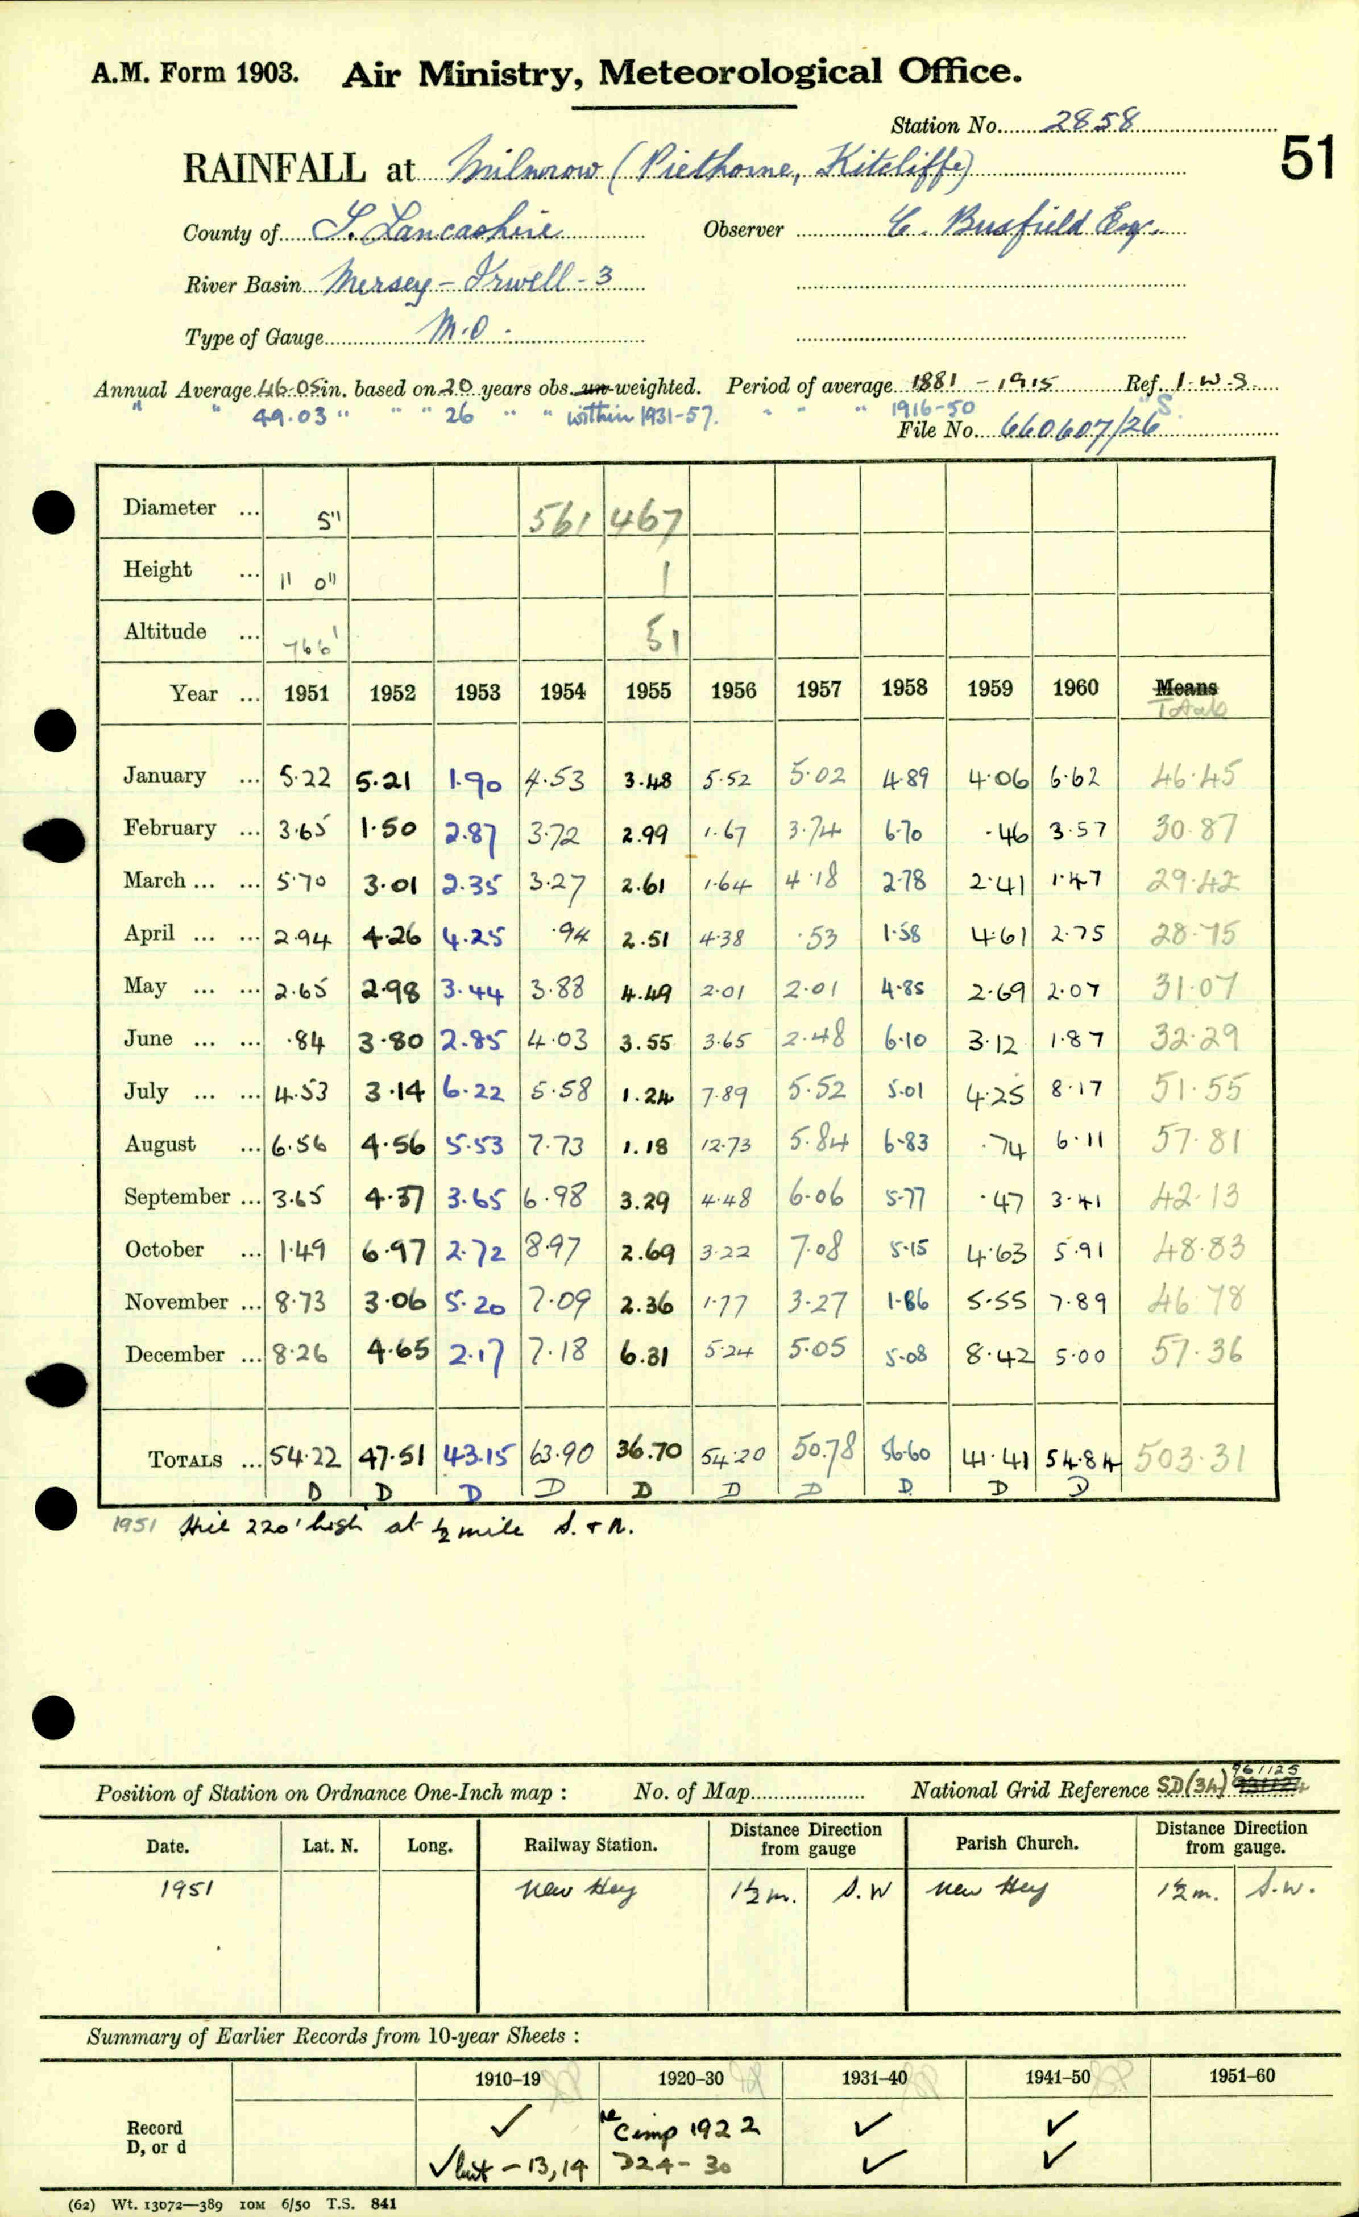 A.M. Form 1903. Air Ministry, Meteorological Office.
Station No. 2858
51
RAINFALL at Milnrow (Piethorne, Kitcliffe)
County of S. Lancashire Observer C. Busfield Esq.
River Basin Mersey - Irwell - 3
Type of Gauge M.O.
Annual Average 46.05 in. based on 20 years obs. un-weighted. Period of average 1881 - 1915 Ref. I.W.S.
" " 49.03 " " " 26 " " within 1931-57. " " " 1916-50 " S.
File No. 660607/26
Diameter ... 5" 561 467
Height ... 1' 0" 1
Altitude ... 766' 51
Year ... 1951 1952 1953 1954 1955 1956 1957 1958 1959 1960 Means
Totals
January ... 5.22 5.21 1.90 4.53 3.48 5.52 5.02 4.89 4.06 6.62 46.45
February ... 3.65 1.50 2.87 3.72 2.99 1.67 3.74 6.70 .46 3.57 30.87
March ... ... 5.70 3.01 2.35 3.27 2.61 1.64 4.18 2.78 2.41 1.47 29.42
April ... ... 2.94 4.26 4.25 .94 2.51 4.38 .53 1.58 4.61 2.75 28.75
May ... ... 2.65 2.98 3.44 3.88 4.49 2.01 2.01 4.85 2.69 2.07 31.07
June ... ... .84 3.80 2.85 4.03 3.55 3.65 2.48 6.10 3.12 1.87 32.29
July ... ... 4.53 3.14 6.22 5.58 1.24 7.89 5.52 5.01 4.25 8.17 51.55
August ... 6.56 4.56 5.53 7.73 1.18 12.73 5.84 6.83 .74 6.11 57.81
September ... 3.65 4.37 3.65 6.98 3.29 4.48 6.06 5.77 .47 3.41 42.13
October ... 1.49 6.97 2.72 8.97 2.69 3.22 7.08 5.15 4.63 5.91 48.83
November ... 8.73 3.06 5.20 7.09 2.36 1.77 3.27 1.86 5.55 7.89 46.78
December ... 8.26 4.65 2.17 7.18 6.31 5.24 5.05 5.08 8.42 5.00 57.36
TOTALS ... 54.22 47.51 43.15 63.90 36.70 54.20 50.78 56.60 41.41 54.84 503.31
D D D D D D D D D D
1951 Hill 220' high at ½ mile S. & N.
Position of Station on Ordnance One-Inch map : No. of Map National Grid Reference SD(34) 961125
Date. Lat. N. Long. Railway Station. Distance Direction from gauge Parish Church. Distance Direction from gauge.
1951 New Hey 1½ m. S.W New Hey 1½ m. S.W.
Summary of Earlier Records from 10-year Sheets :
1910–19 1920–30 1931–40 1941–50 1951–60
Record ✓ Comp 1922 ✓ ✓
D, or d ✓ but - 13, 14 D24 - 30 ✓ ✓
(62) Wt. 13072—389 10M 6/50 T.S. 841